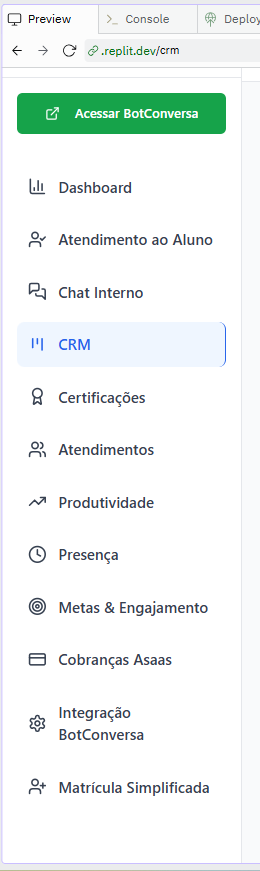 Preview
Console
Deploy
.replit.dev/crm
Acessar BotConversa
Dashboard
Atendimento ao Aluno
Chat Interno
CRM
Certificações
Atendimentos
Produtividade
Presença
Metas & Engajamento
Cobranças Asaas
Integração
BotConversa
Matrícula Simplificada